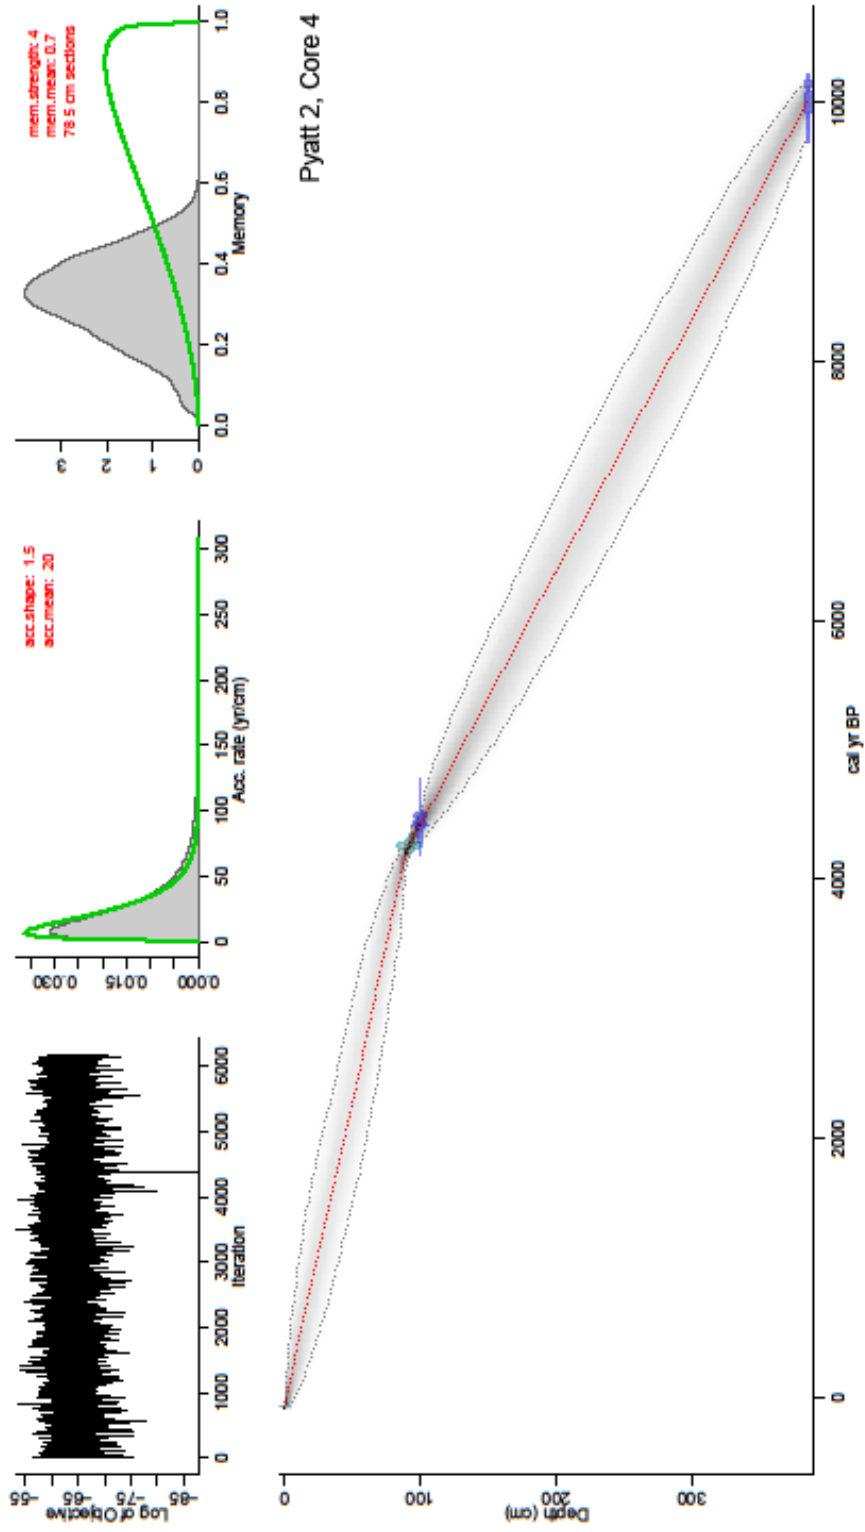 -55
-65
-75
-85
Log of Objective
0 1000 2000 3000 4000 5000 6000
Iteration
acc.shape: 1.5
acc.mean: 20
0.030
0.015
0.000
0 50 100 150 200 250 300
Acc. rate (yr/cm)
mem.strength: 4
mem.mean: 0.7
78 5 cm sections
3
2
1
0
0.0 0.2 0.4 0.6 0.8 1.0
Memory
Pyatt 2, Core 4
0
100
300
Depth (cm)
0 2000 4000 6000 8000 10000
cal yr BP